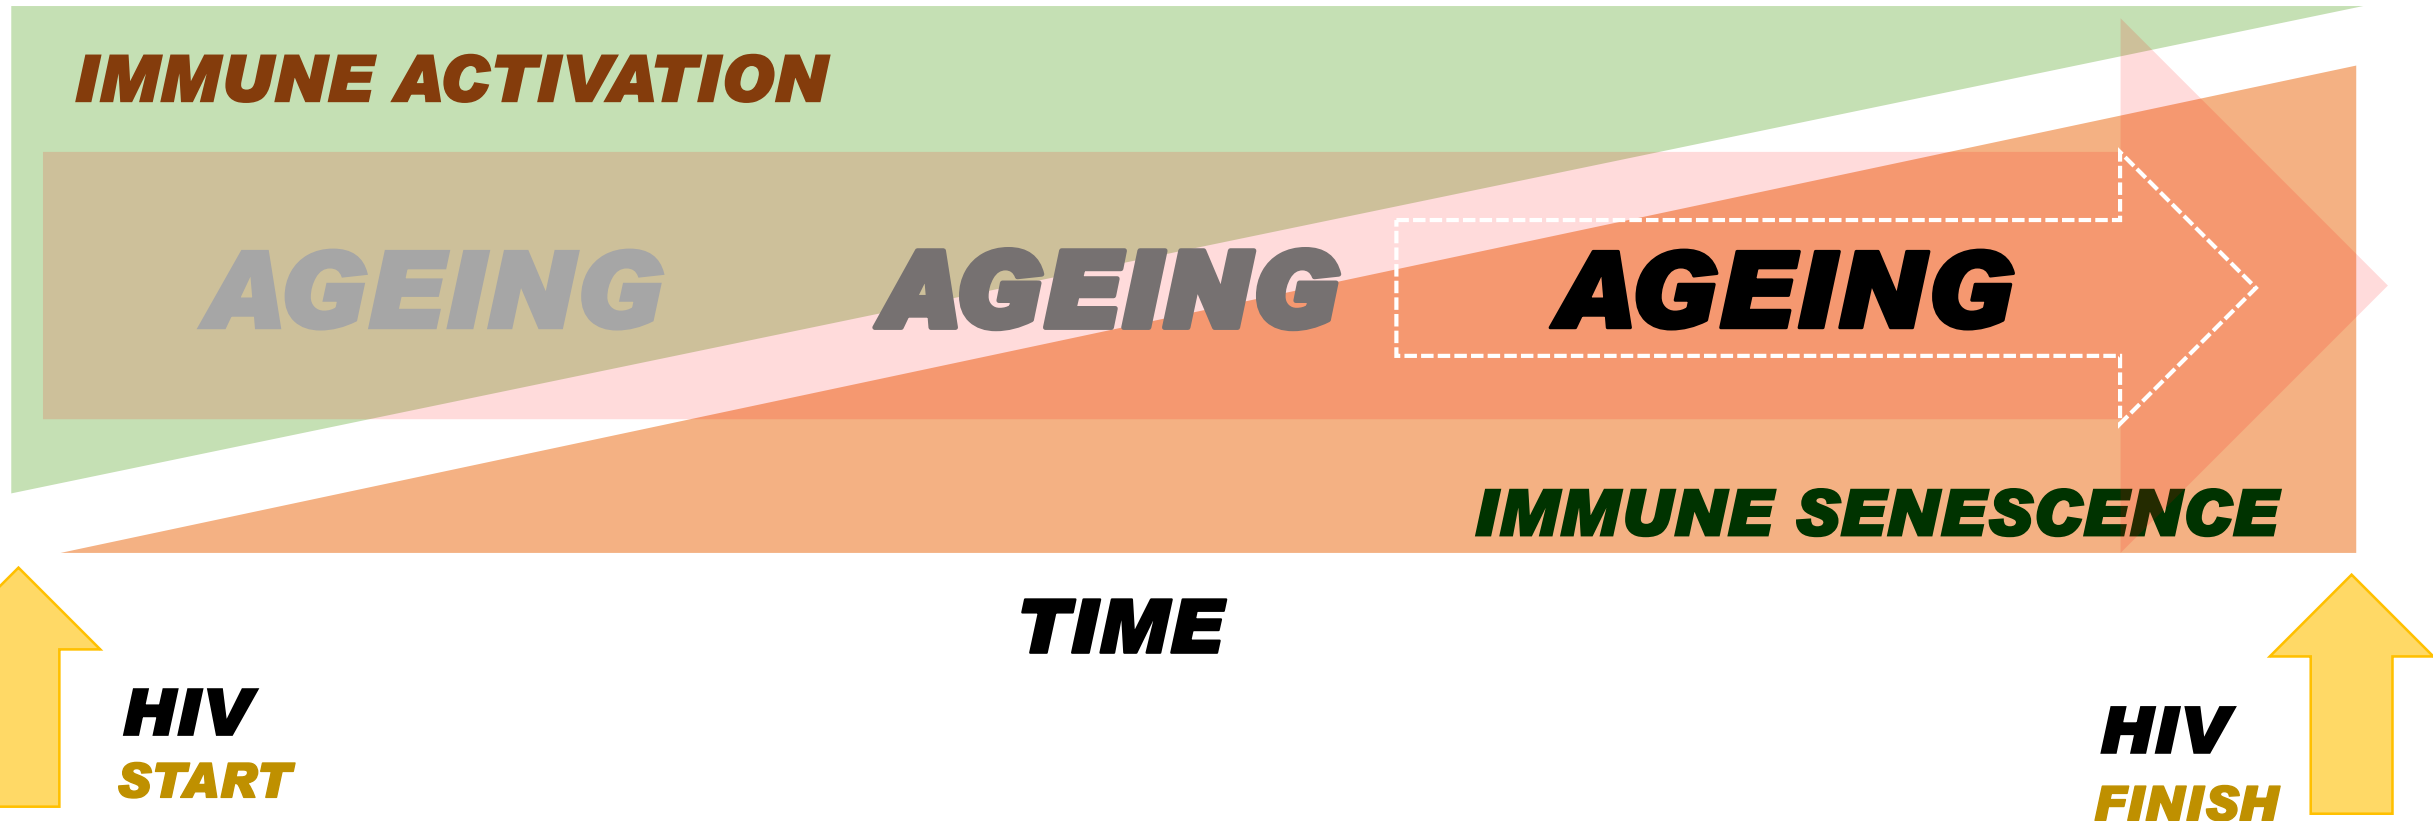 IMMUNE ACTIVATION
AGEING AGEING AGEING
IMMUNE SENESCENCE
TIME
HIV
START
HIV
FINISH